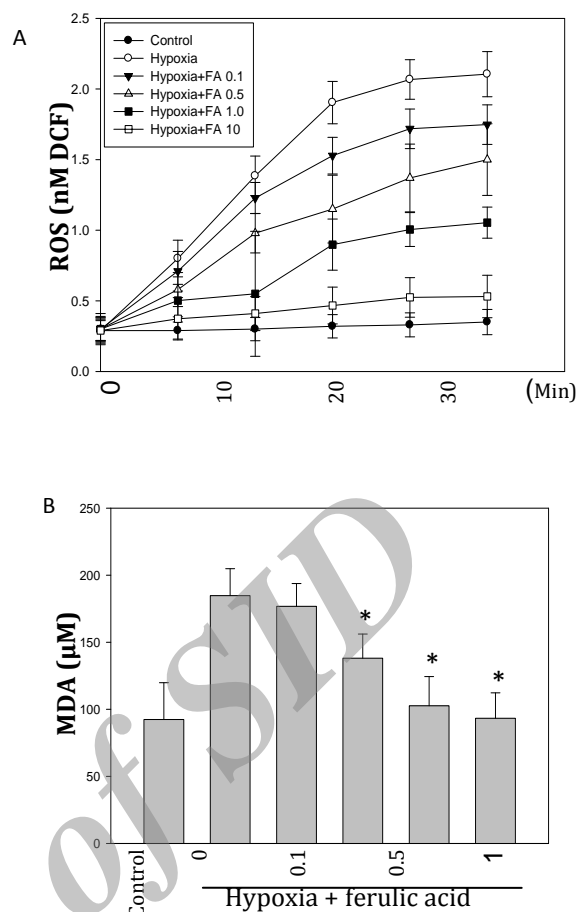 A
2.5
2.0
1.5
1.0
0.5
0.0
ROS (nM DCF)
Control
Hypoxia
Hypoxia+FA 0.1
Hypoxia+FA 0.5
Hypoxia+FA 1.0
Hypoxia+FA 10
0
10
20
30
(Min)
B
250
200
150
100
50
0
MDA (µM)
*
*
*
Control
0
0.1
0.5
1
Hypoxia + ferulic acid
of SID